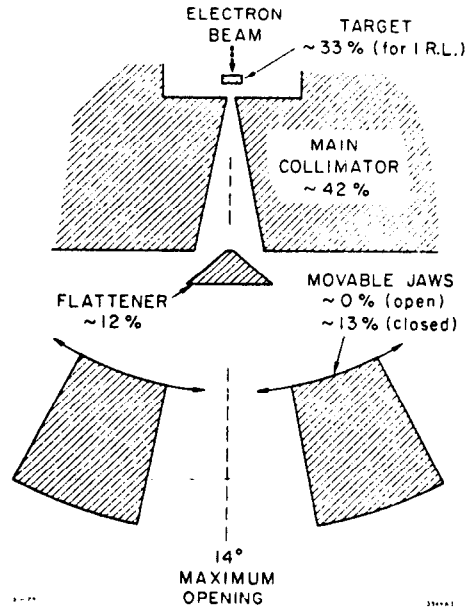 ELECTRON
BEAM
TARGET
~33% (for 1 R.L.)
MAIN
COLLIMATOR
~42%
FLATTENER
~12%
MOVABLE JAWS
~0% (open)
~13% (closed)
14°
MAXIMUM
OPENING